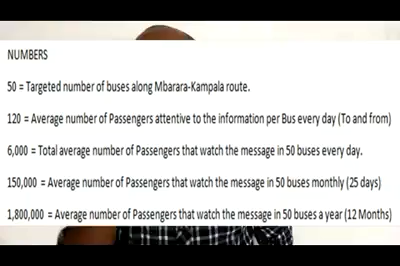 NUMBERS
50 = Targeted number of buses along Mbarara-Kampala route.
120 = Average number of Passengers attentive to the information per Bus every day (To and from)
6,000 = Total average number of Passengers that watch the message in 50 buses every day.
150,000 = Average number of Passengers that watch the message in 50 buses monthly (25 days)
1,800,000 = Average number of Passengers that watch the message in 50 buses a year (12 Months)